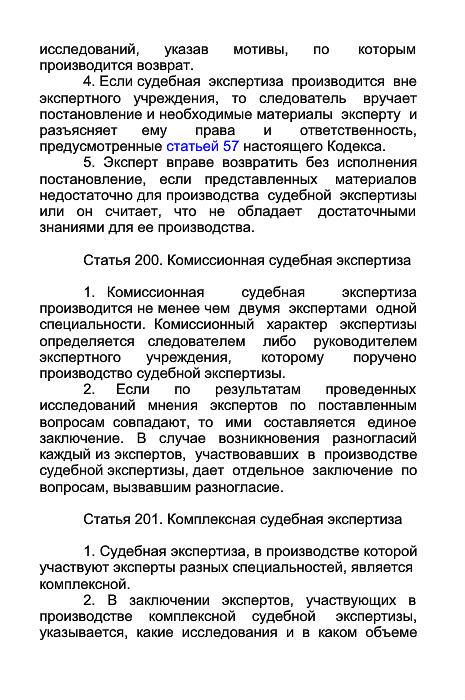 исследований, указав мотивы, по которым
производится возврат.
4. Если судебная экспертиза производится вне
экспертного учреждения, то следователь вручает
постановление и необходимые материалы эксперту и
разъясняет ему права и ответственность,
предусмотренные статьей 57 настоящего Кодекса.
5. Эксперт вправе возвратить без исполнения
постановление, если представленных материалов
недостаточно для производства судебной экспертизы
или он считает, что не обладает достаточными
знаниями для ее производства.
Статья 200. Комиссионная судебная экспертиза
1. Комиссионная судебная экспертиза
производится не менее чем двумя экспертами одной
специальности. Комиссионный характер экспертизы
определяется следователем либо руководителем
экспертного учреждения, которому поручено
производство судебной экспертизы.
2. Если по результатам проведенных
исследований мнения экспертов по поставленным
вопросам совпадают, то ими составляется единое
заключение. В случае возникновения разногласий
каждый из экспертов, участвовавших в производстве
судебной экспертизы, дает отдельное заключение по
вопросам, вызвавшим разногласие.
Статья 201. Комплексная судебная экспертиза
1. Судебная экспертиза, в производстве которой
участвуют эксперты разных специальностей, является
комплексной.
2. В заключении экспертов, участвующих в
производстве комплексной судебной экспертизы,
указывается, какие исследования и в каком объеме